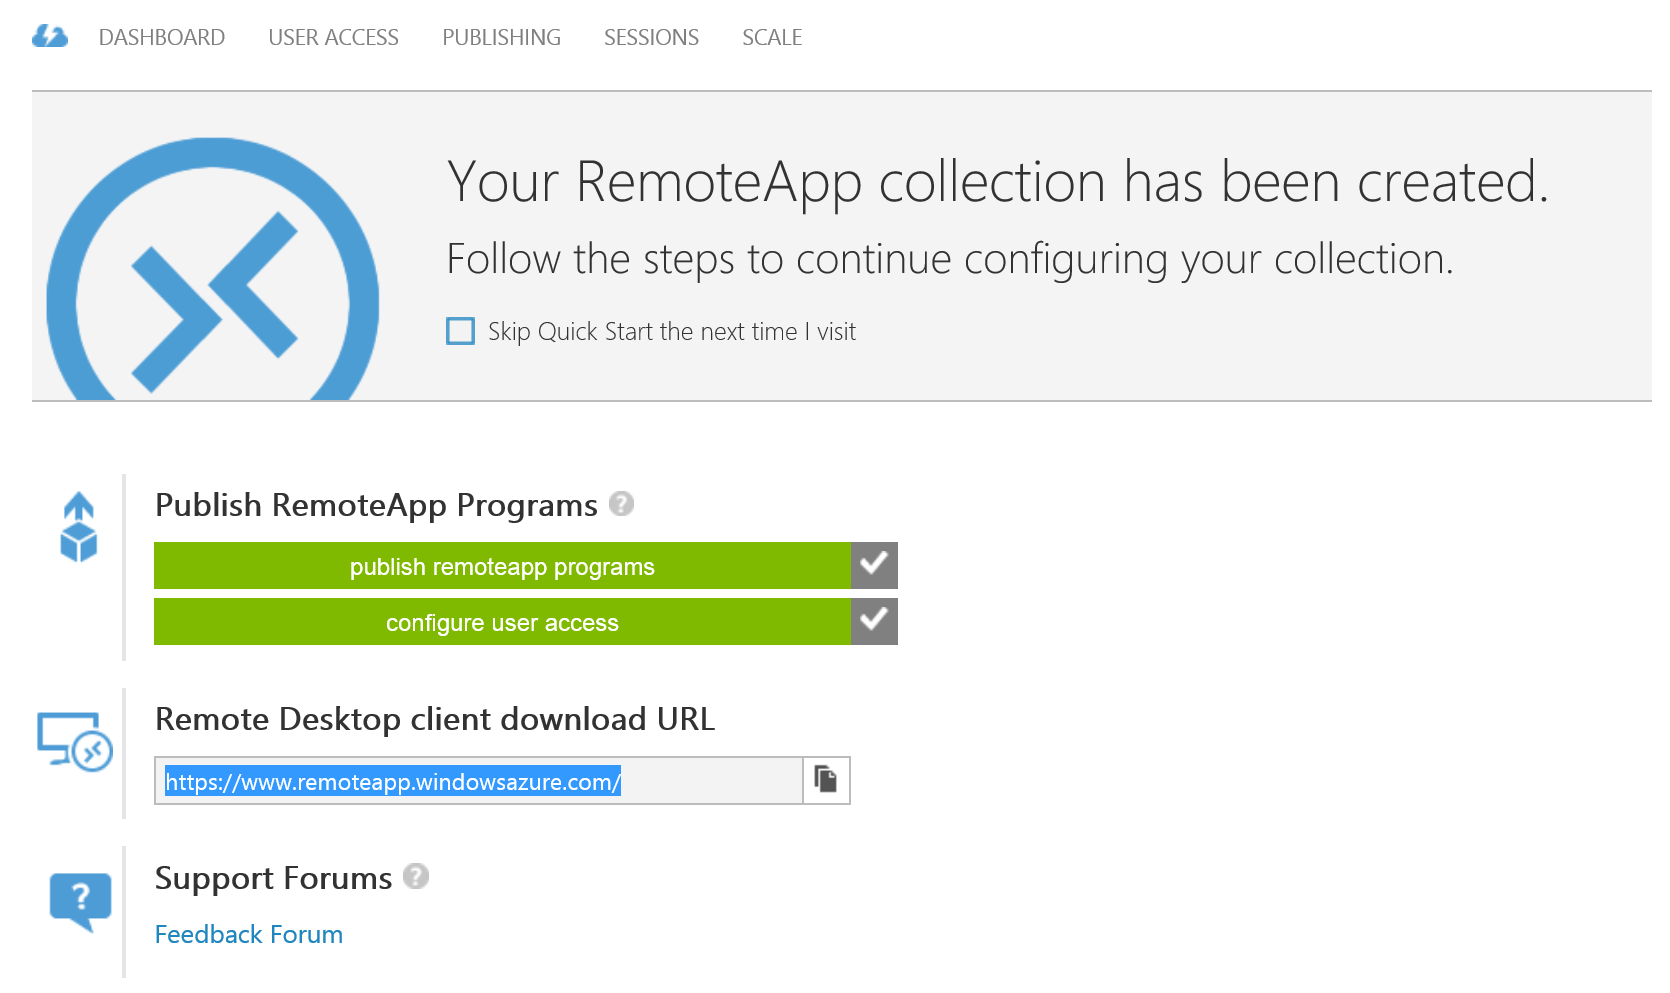 DASHBOARD USER ACCESS PUBLISHING SESSIONS SCALE
Your RemoteApp collection has been created.
Follow the steps to continue configuring your collection.
Skip Quick Start the next time I visit
Publish RemoteApp Programs ?
publish remoteapp programs
configure user access
Remote Desktop client download URL
https://www.remoteapp.windowsazure.com/
Support Forums ?
?
Feedback Forum